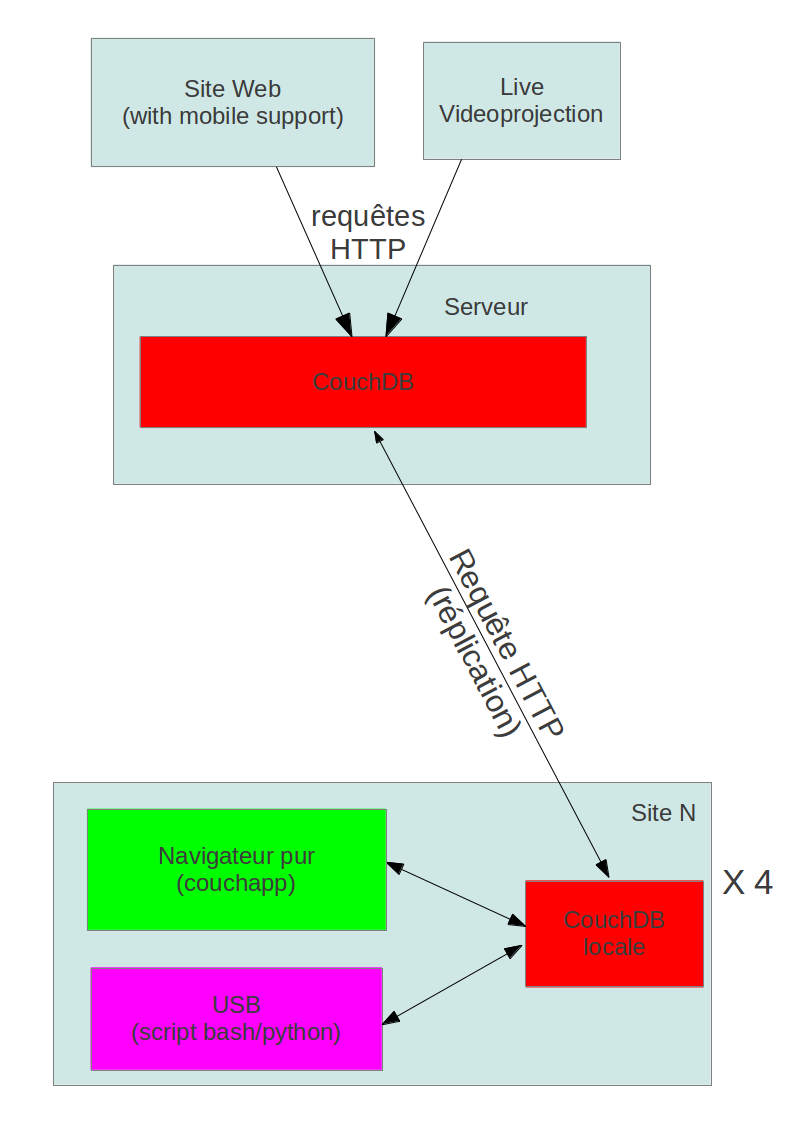 Site Web
(with mobile support)
Live
Videoprojection
requêtes
HTTP
Serveur
CouchDB
Requête HTTP
(réplication)
Site N
Navigateur pur
(couchapp)
CouchDB
locale
X 4
USB
(script bash/python)